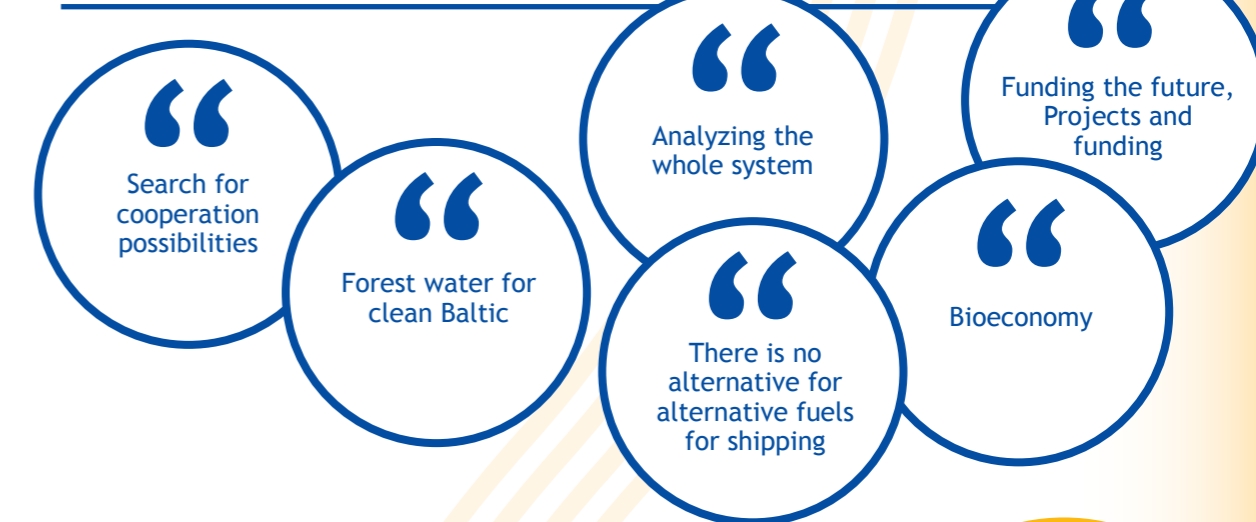 “
Search for
cooperation
possibilities
“
Forest water for
clean Baltic
“
Analyzing the
whole system
“
There is no
alternative for
alternative fuels
for shipping
“
Funding the future,
Projects and
funding
“
Bioeconomy